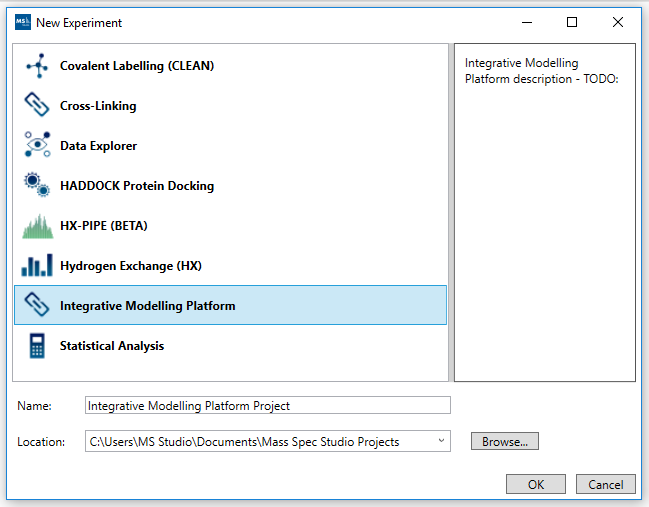 MS
New Experiment
Covalent Labelling (CLEAN)
Cross-Linking
Data Explorer
HADDOCK Protein Docking
HX-PIPE (BETA)
Hydrogen Exchange (HX)
Integrative Modelling Platform
Statistical Analysis
Integrative Modelling
Platform description - TODO:
Name:
Integrative Modelling Platform Project
Location:
C:\Users\MS Studio\Documents\Mass Spec Studio Projects
Browse...
OK
Cancel